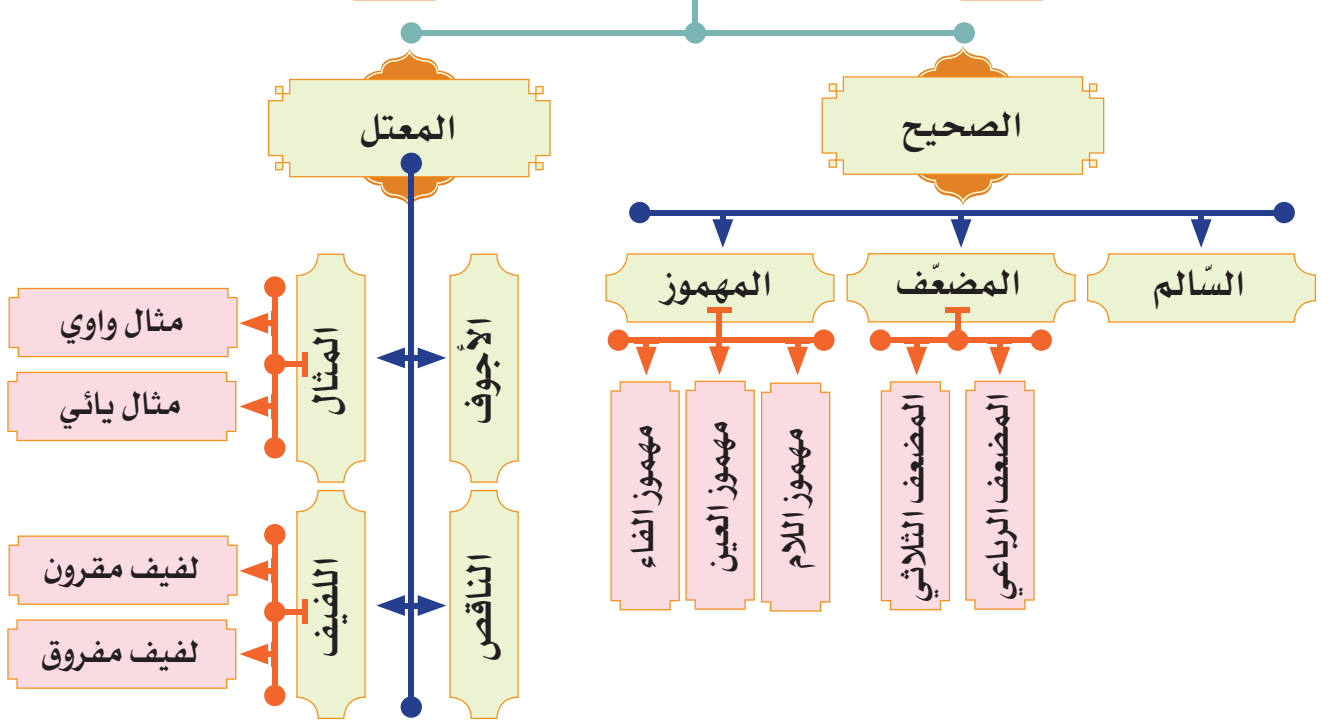 الصحيح
المعتل
السّالم
المضعّف
المهموز
المضعف الرباعي
المضعف الثلاثي
مهموز اللام
مهموز العين
مهموز الفاء
الأجوف
المثال
مثال واوي
مثال يائي
الناقص
اللفيف
لفيف مقرون
لفيف مفروق